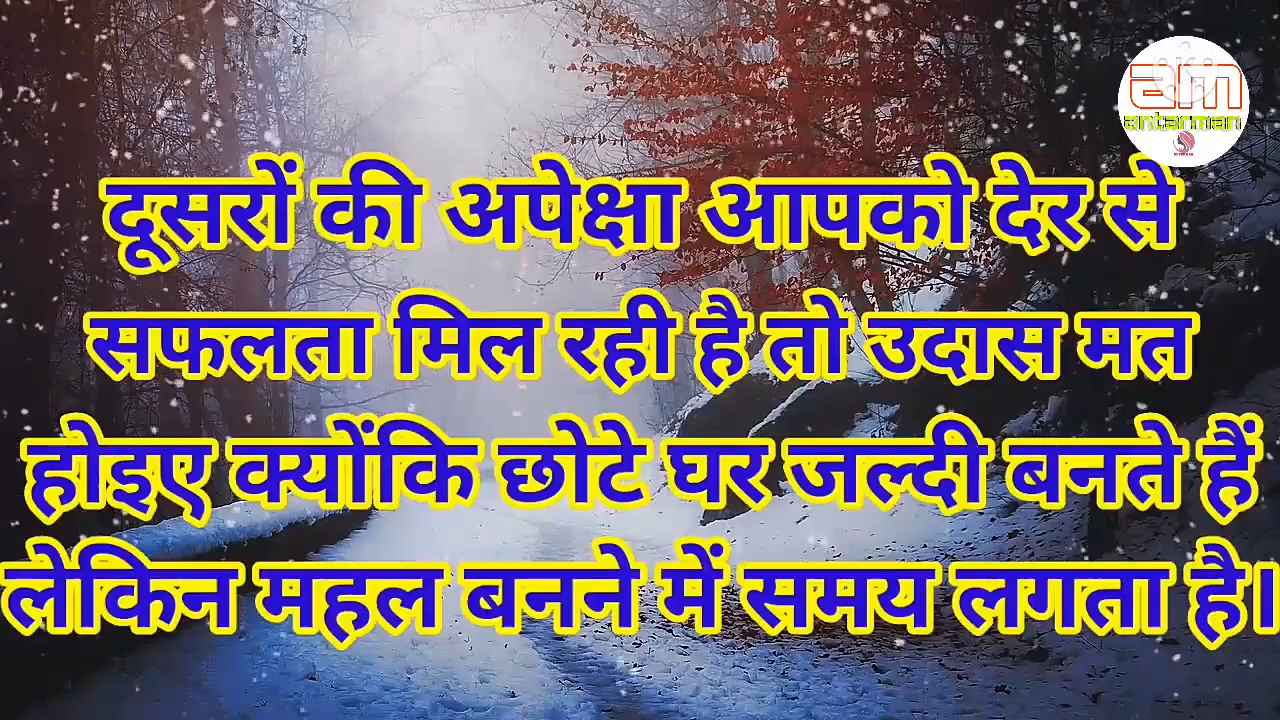 am
antarman
दूसरों की अपेक्षा आपको देर से
सफलता मिल रही है तो उदास मत
होइए क्योंकि छोटे घर जल्दी बनते हैं
लेकिन महल बनने में समय लगता है।